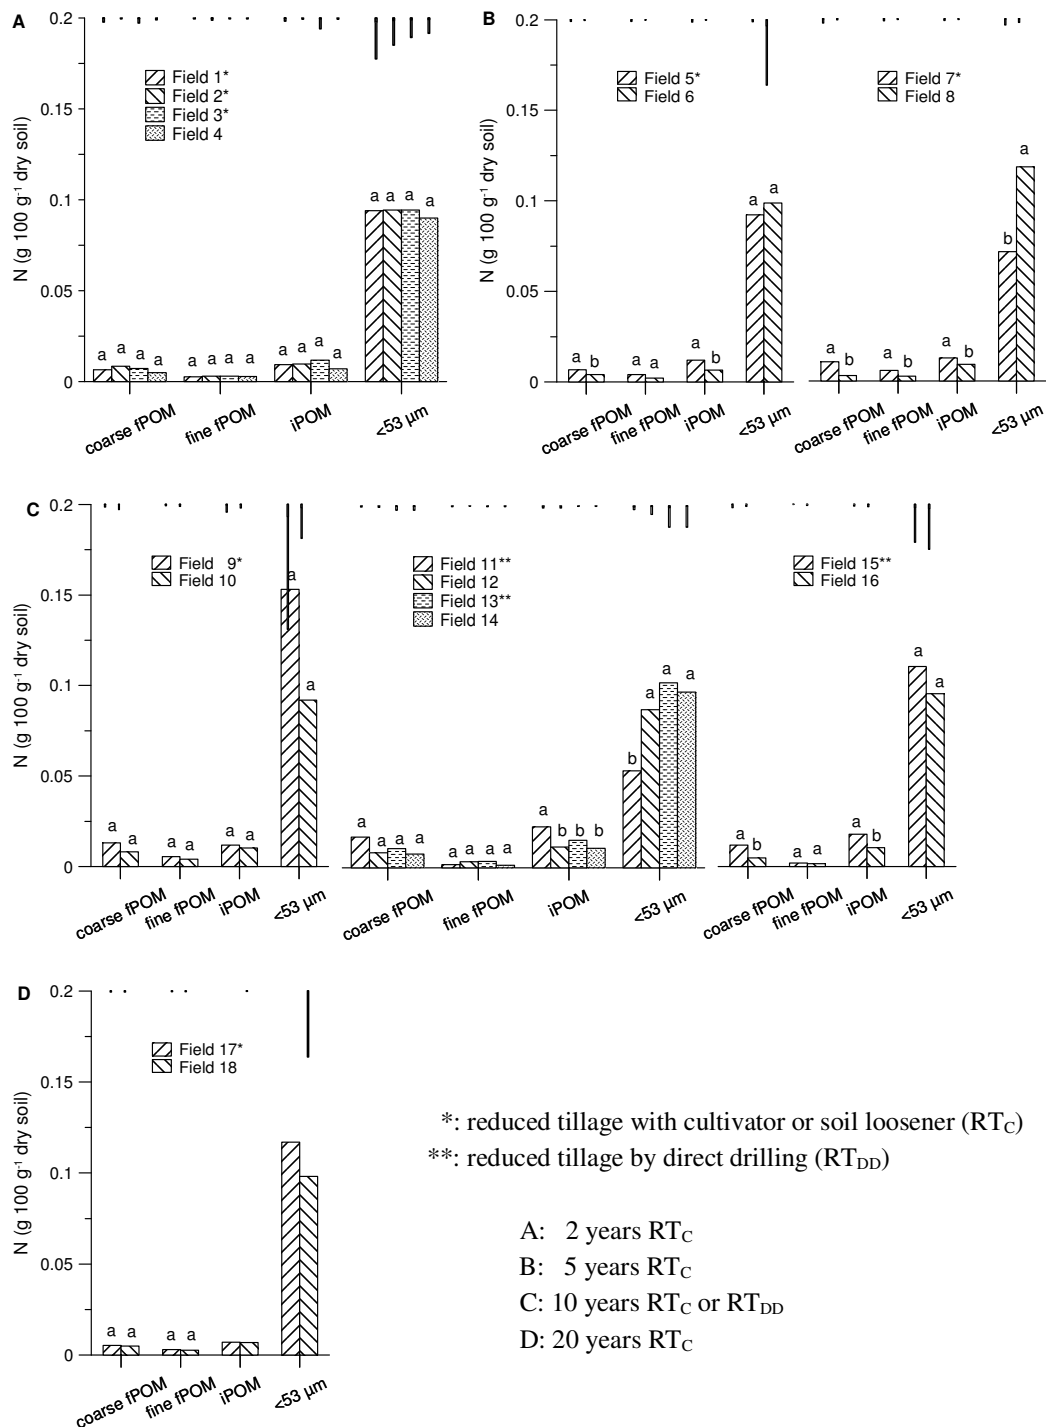 A
N (g 100 g⁻¹ dry soil)
0.2
0.15
0.1
0.05
0
Field 1*
Field 2*
Field 3*
Field 4
a a a a
a a a a
a a a a
a a a a
coarse fPOM
fine fPOM
iPOM
<53 µm
B
N (g 100 g⁻¹ dry soil)
0.2
0.15
0.1
0.05
0
Field 5*
Field 6
a b
a a
a b
a a
coarse fPOM
fine fPOM
iPOM
<53 µm
Field 7*
Field 8
a b
a b
a b
b a
coarse fPOM
fine fPOM
iPOM
<53 µm
C
N (g 100 g⁻¹ dry soil)
0.2
0.15
0.1
0.05
0
Field 9*
Field 10
a a
a a
a a
a a
coarse fPOM
fine fPOM
iPOM
<53 µm
Field 11**
Field 12
Field 13**
Field 14
a a a a
a a a a
a b b b
b a a a
coarse fPOM
fine fPOM
iPOM
<53 µm
Field 15**
Field 16
a b
a a
a b
a a
coarse fPOM
fine fPOM
iPOM
<53 µm
D
N (g 100 g⁻¹ dry soil)
0.2
0.15
0.1
0.05
0
Field 17*
Field 18
a a
a a
coarse fPOM
fine fPOM
iPOM
<53 µm
*: reduced tillage with cultivator or soil loosener (RTC)
**: reduced tillage by direct drilling (RTDD)
A: 2 years RTC
B: 5 years RTC
C: 10 years RTC or RTDD
D: 20 years RTC